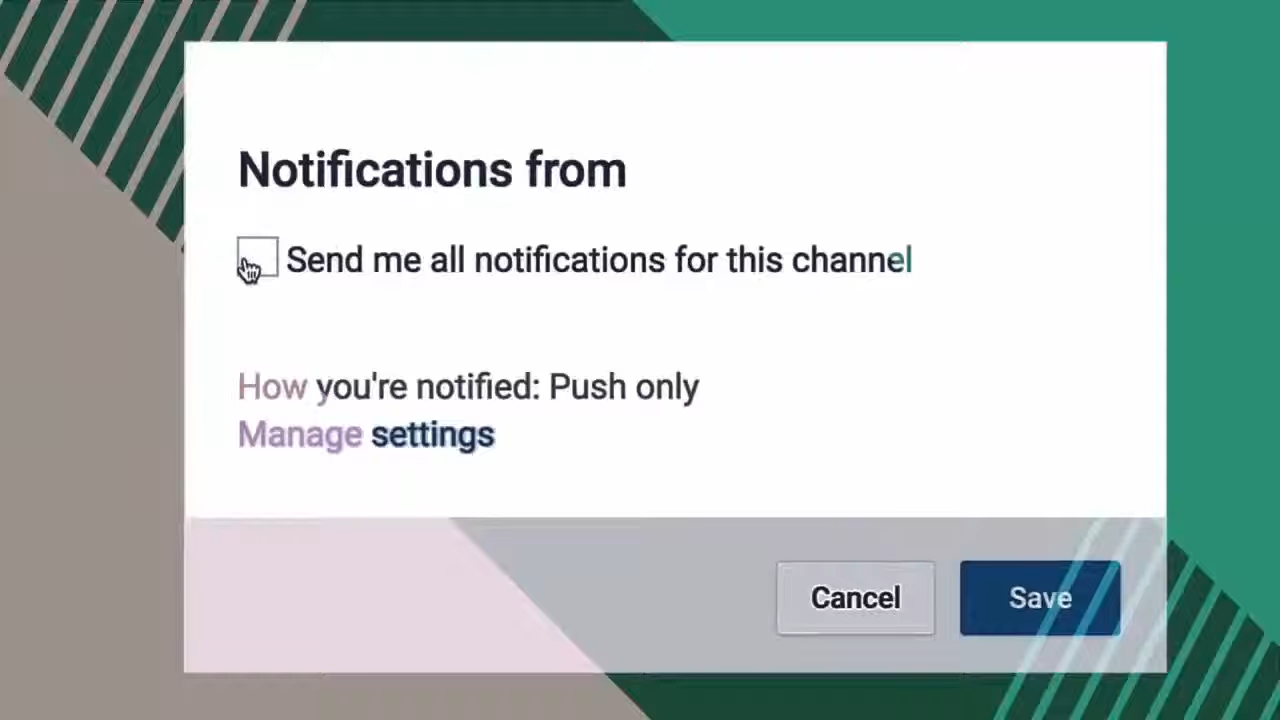 Notifications from
Send me all notifications for this channel
How you're notified: Push only
Manage settings
Cancel
Save